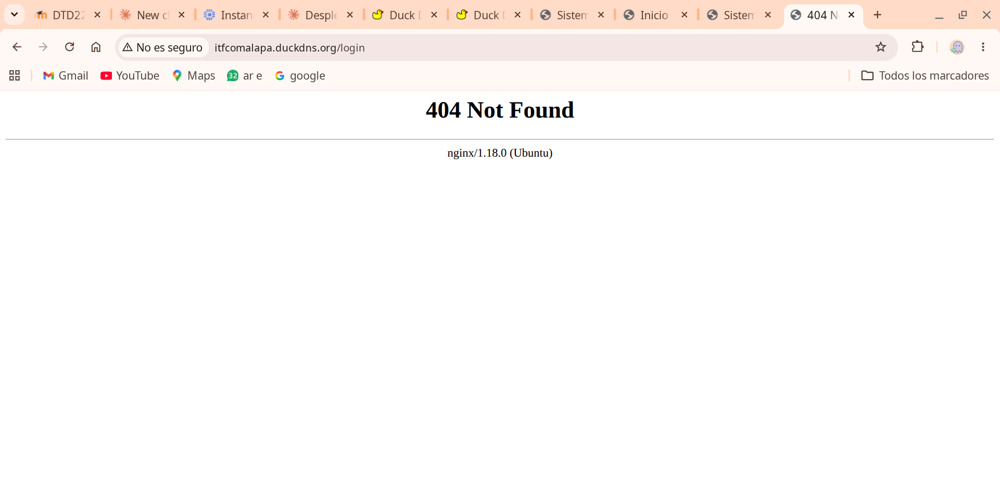 DTD22
New cl
Instan
Desple
Duck D
Duck D
Sistem
Inicio
Sistem
404 N
No es seguro
itfcomalapa.duckdns.org/login
Gmail
YouTube
Maps
32
ar e
google
Todos los marcadores
404 Not Found
nginx/1.18.0 (Ubuntu)